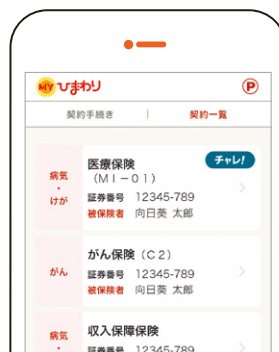 MY ひまわり P
契約手続き | 契約一覧
チャレ!
医療保険
(MI-01)
病気
・
けが
証券番号 12345-789
被保険者 向日葵 太郎
がん
がん保険(C2)
証券番号 12345-789
被保険者 向日葵 太郎
病気
・
収入保障保険
証券番号 12345-789